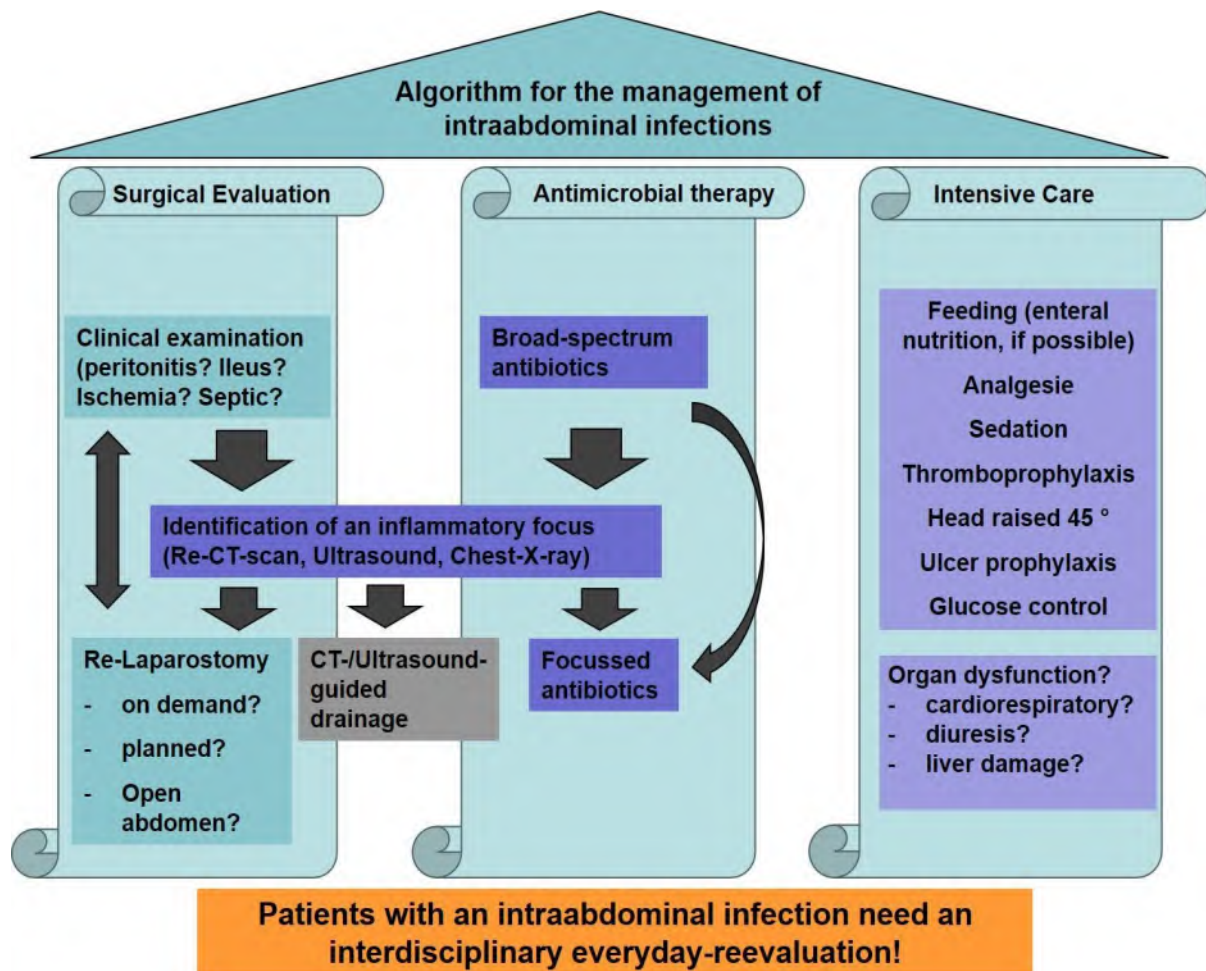 Algorithm for the management of
intraabdominal infections
Surgical Evaluation
Clinical examination
(peritonitis? Ileus?
Ischemia? Septic?
Identification of an inflammatory focus
(Re-CT-scan, Ultrasound, Chest-X-ray)
Re-Laparostomy
- on demand?
- planned?
- Open
abdomen?
CT-/Ultrasound-
guided
drainage
Antimicrobial therapy
Broad-spectrum
antibiotics
Focussed
antibiotics
Intensive Care
Feeding (enteral
nutrition, if possible)
Analgesie
Sedation
Thromboprophylaxis
Head raised 45 °
Ulcer prophylaxis
Glucose control
Organ dysfunction?
- cardiorespiratory?
- diuresis?
- liver damage?
Patients with an intraabdominal infection need an
interdisciplinary everyday-reevaluation!